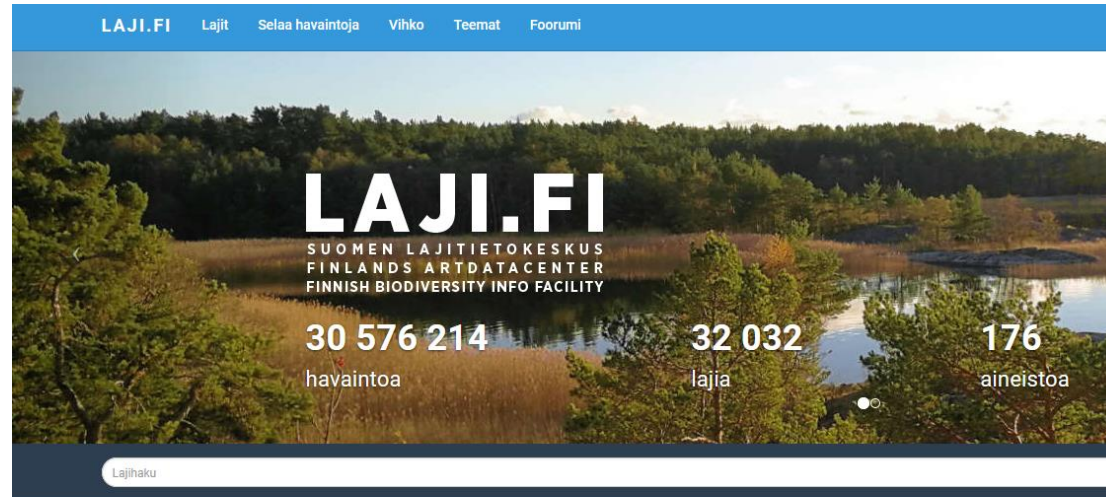 LAJI.FI Lajit Selaa havaintoja Vihko Teemat Foorumi
LAJI.FI
SUOMEN LAJITIETOKESKUS
FINLANDS ARTDATACENTER
FINNISH BIODIVERSITY INFO FACILITY
30 576 214 32 032 176
havaintoa lajia aineistoa
Lajihaku